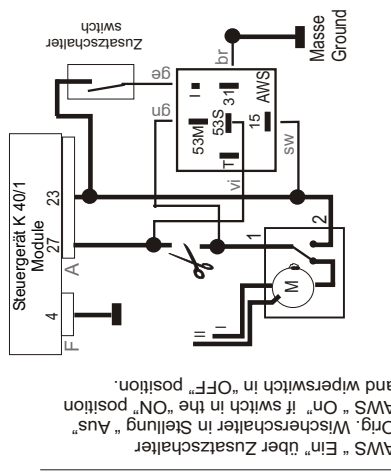 Zusatzschalter
switch
Steuergerät K 40/1
Module
4
27
23
F
A
ge
gn
br
Masse
Ground
I
53M
53S
31
T
15
AWS
vi
sw
1
2
M
II
I
AWS “ Ein” über Zusatzschalter
Orig. Wischerschalter in Stellung “ Aus”
AWS “ On” if switch in the “ON” position
and wiperswitch in “OFF” position.